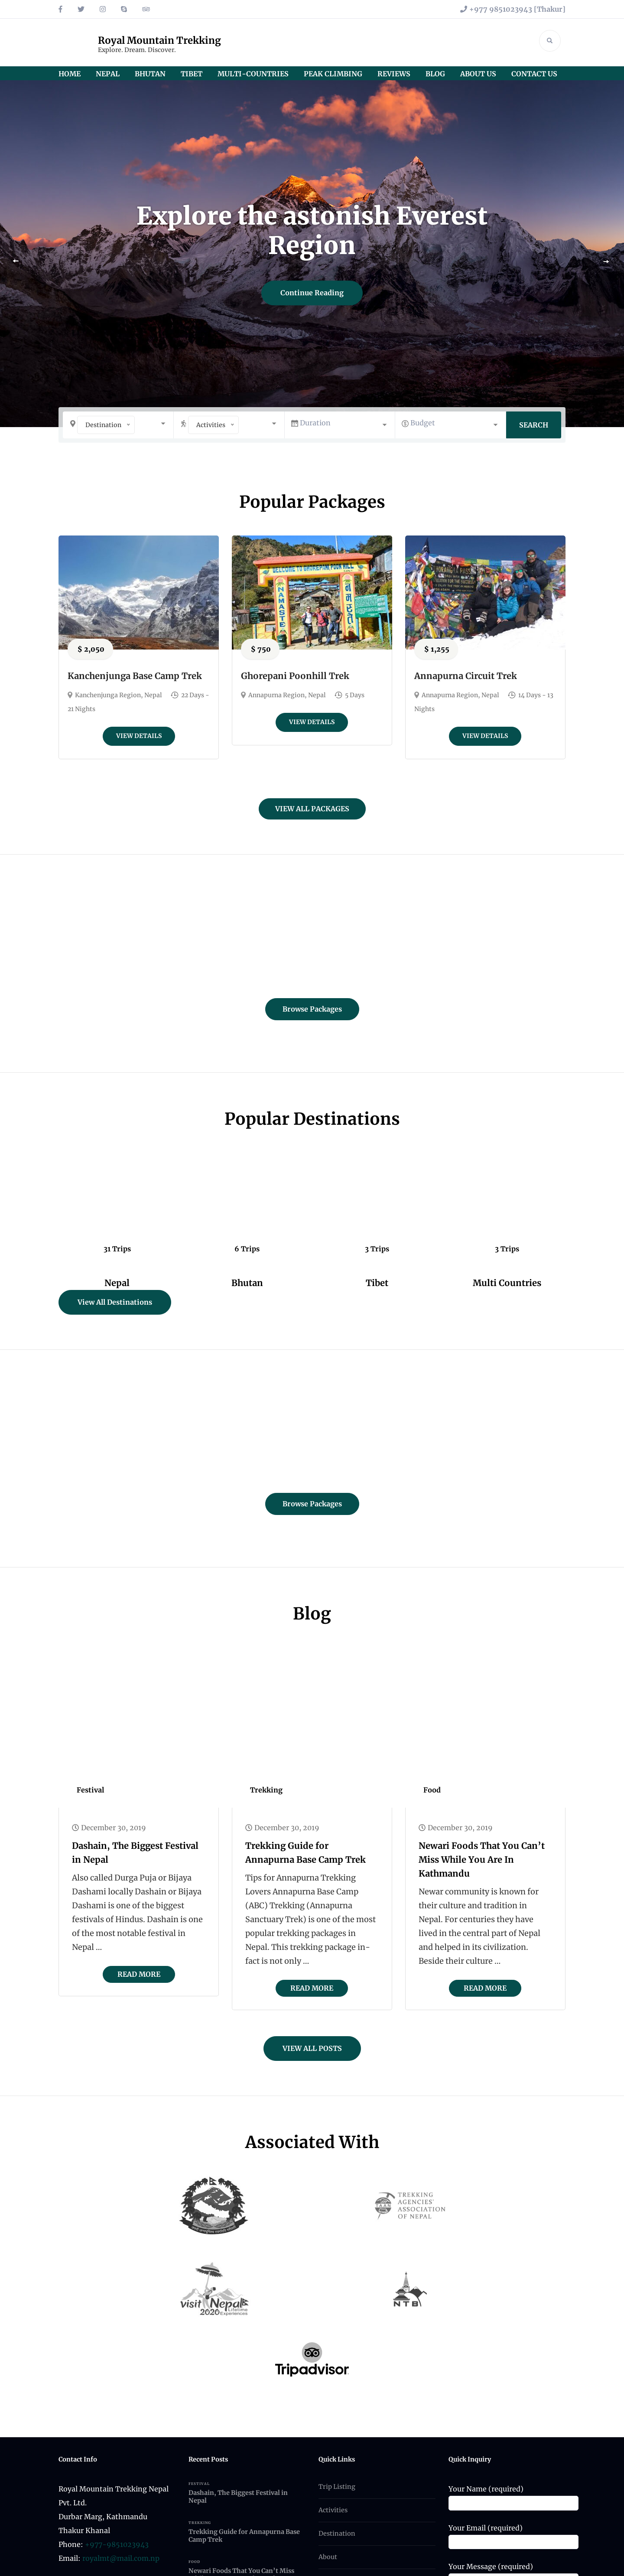 +977 9851023943 [Thakur]
Royal Mountain Trekking
Explore. Dream. Discover.
HOME NEPAL BHUTAN TIBET MULTI-COUNTRIES PEAK CLIMBING REVIEWS BLOG ABOUT US CONTACT US
Explore the astonish Everest
Region
Continue Reading
Destination Activities Duration Budget SEARCH
Popular Packages
WELCOME TO GHOREPANI POON HILL
NAMASTE
$ 2,050 $ 750 $ 1,255
Kanchenjunga Base Camp Trek
Kanchenjunga Region, Nepal 22 Days -
21 Nights
VIEW DETAILS
Ghorepani Poonhill Trek
Annapurna Region, Nepal 5 Days
VIEW DETAILS
Annapurna Circuit Trek
Annapurna Region, Nepal 14 Days - 13
Nights
VIEW DETAILS
VIEW ALL PACKAGES
Browse Packages
Popular Destinations
31 Trips 6 Trips 3 Trips 3 Trips
Nepal Bhutan Tibet Multi Countries
View All Destinations
Browse Packages
Blog
Festival
December 30, 2019
Dashain, The Biggest Festival
in Nepal
Also called Durga Puja or Bijaya
Dashami locally Dashain or Bijaya
Dashami is one of the biggest
festivals of Hindus. Dashain is one
of the most notable festival in
Nepal ...
READ MORE
Trekking
December 30, 2019
Trekking Guide for
Annapurna Base Camp Trek
Tips for Annapurna Trekking
Lovers Annapurna Base Camp
(ABC) Trekking (Annapurna
Sanctuary Trek) is one of the most
popular trekking packages in
Nepal. This trekking package in-
fact is not only ...
READ MORE
Food
December 30, 2019
Newari Foods That You Can't
Miss While You Are In
Kathmandu
Newar community is known for
their culture and tradition in
Nepal. For centuries they have
lived in the central part of Nepal
and helped in its civilization.
Beside their culture ...
READ MORE
VIEW ALL POSTS
Associated With
TREKKING
AGENCIES'
ASSOCIATION
OF NEPAL
visit Nepal
2020 Lifetime
Experiences
NTB
Tripadvisor
Contact Info
Royal Mountain Trekking Nepal
Pvt. Ltd.
Durbar Marg, Kathmandu
Thakur Khanal
Phone: +977-9851023943
Email: royalmt@mail.com.np
Recent Posts
FESTIVAL
Dashain, The Biggest Festival in
Nepal
TREKKING
Trekking Guide for Annapurna Base
Camp Trek
FOOD
Newari Foods That You Can't Miss
Quick Links
Trip Listing
Activities
Destination
About
Quick Inquiry
Your Name (required)
Your Email (required)
Your Message (required)